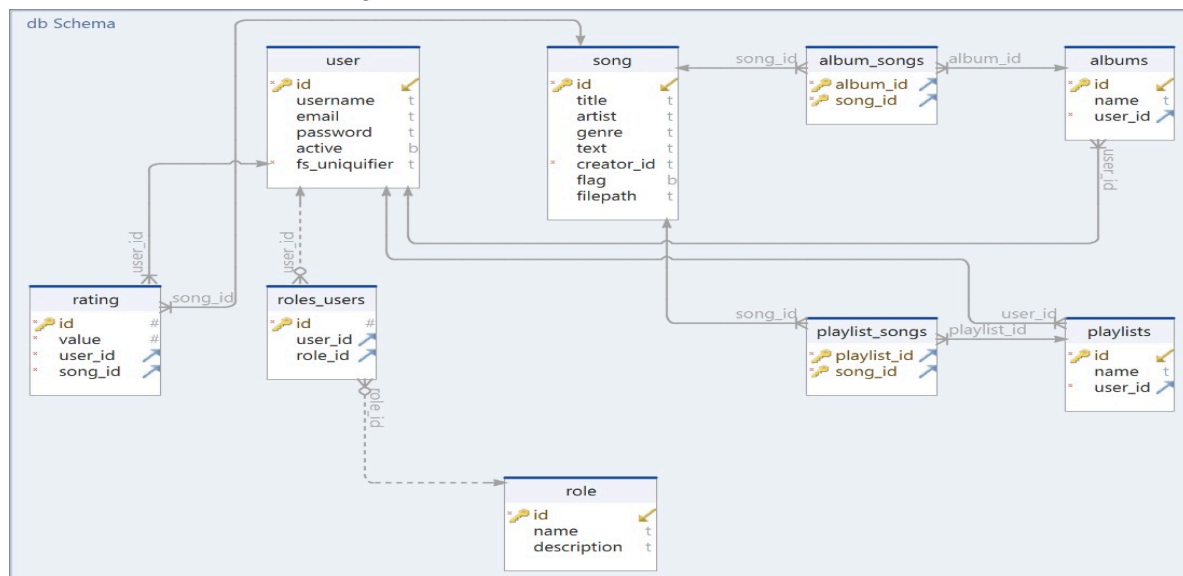 db Schema
user
id
username t
email t
password t
active b
fs_uniquifier t
song
id
title t
artist t
genre t
text t
creator_id t
flag b
filepath t
song_id
album_songs
album_id
song_id
album_id
albums
id
name t
user_id
user_id
user_id
user_id
rating
id #
value #
user_id
song_id
song_id
roles_users
id #
user_id
role_id
role_id
song_id
playlist_songs
playlist_id
song_id
user_id
playlist_id
playlists
id
name t
user_id
role
id
name t
description t